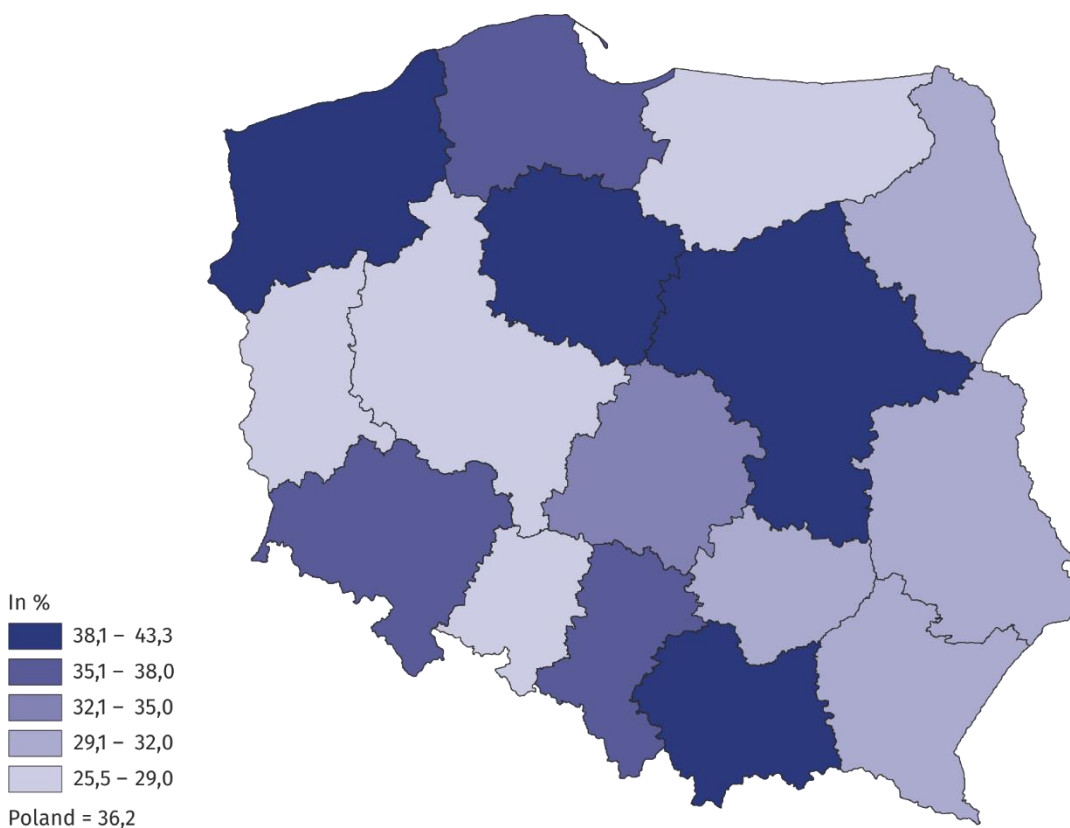 In %
38,1 – 43,3
35,1 – 38,0
32,1 – 35,0
29,1 – 32,0
25,5 – 29,0
Poland = 36,2